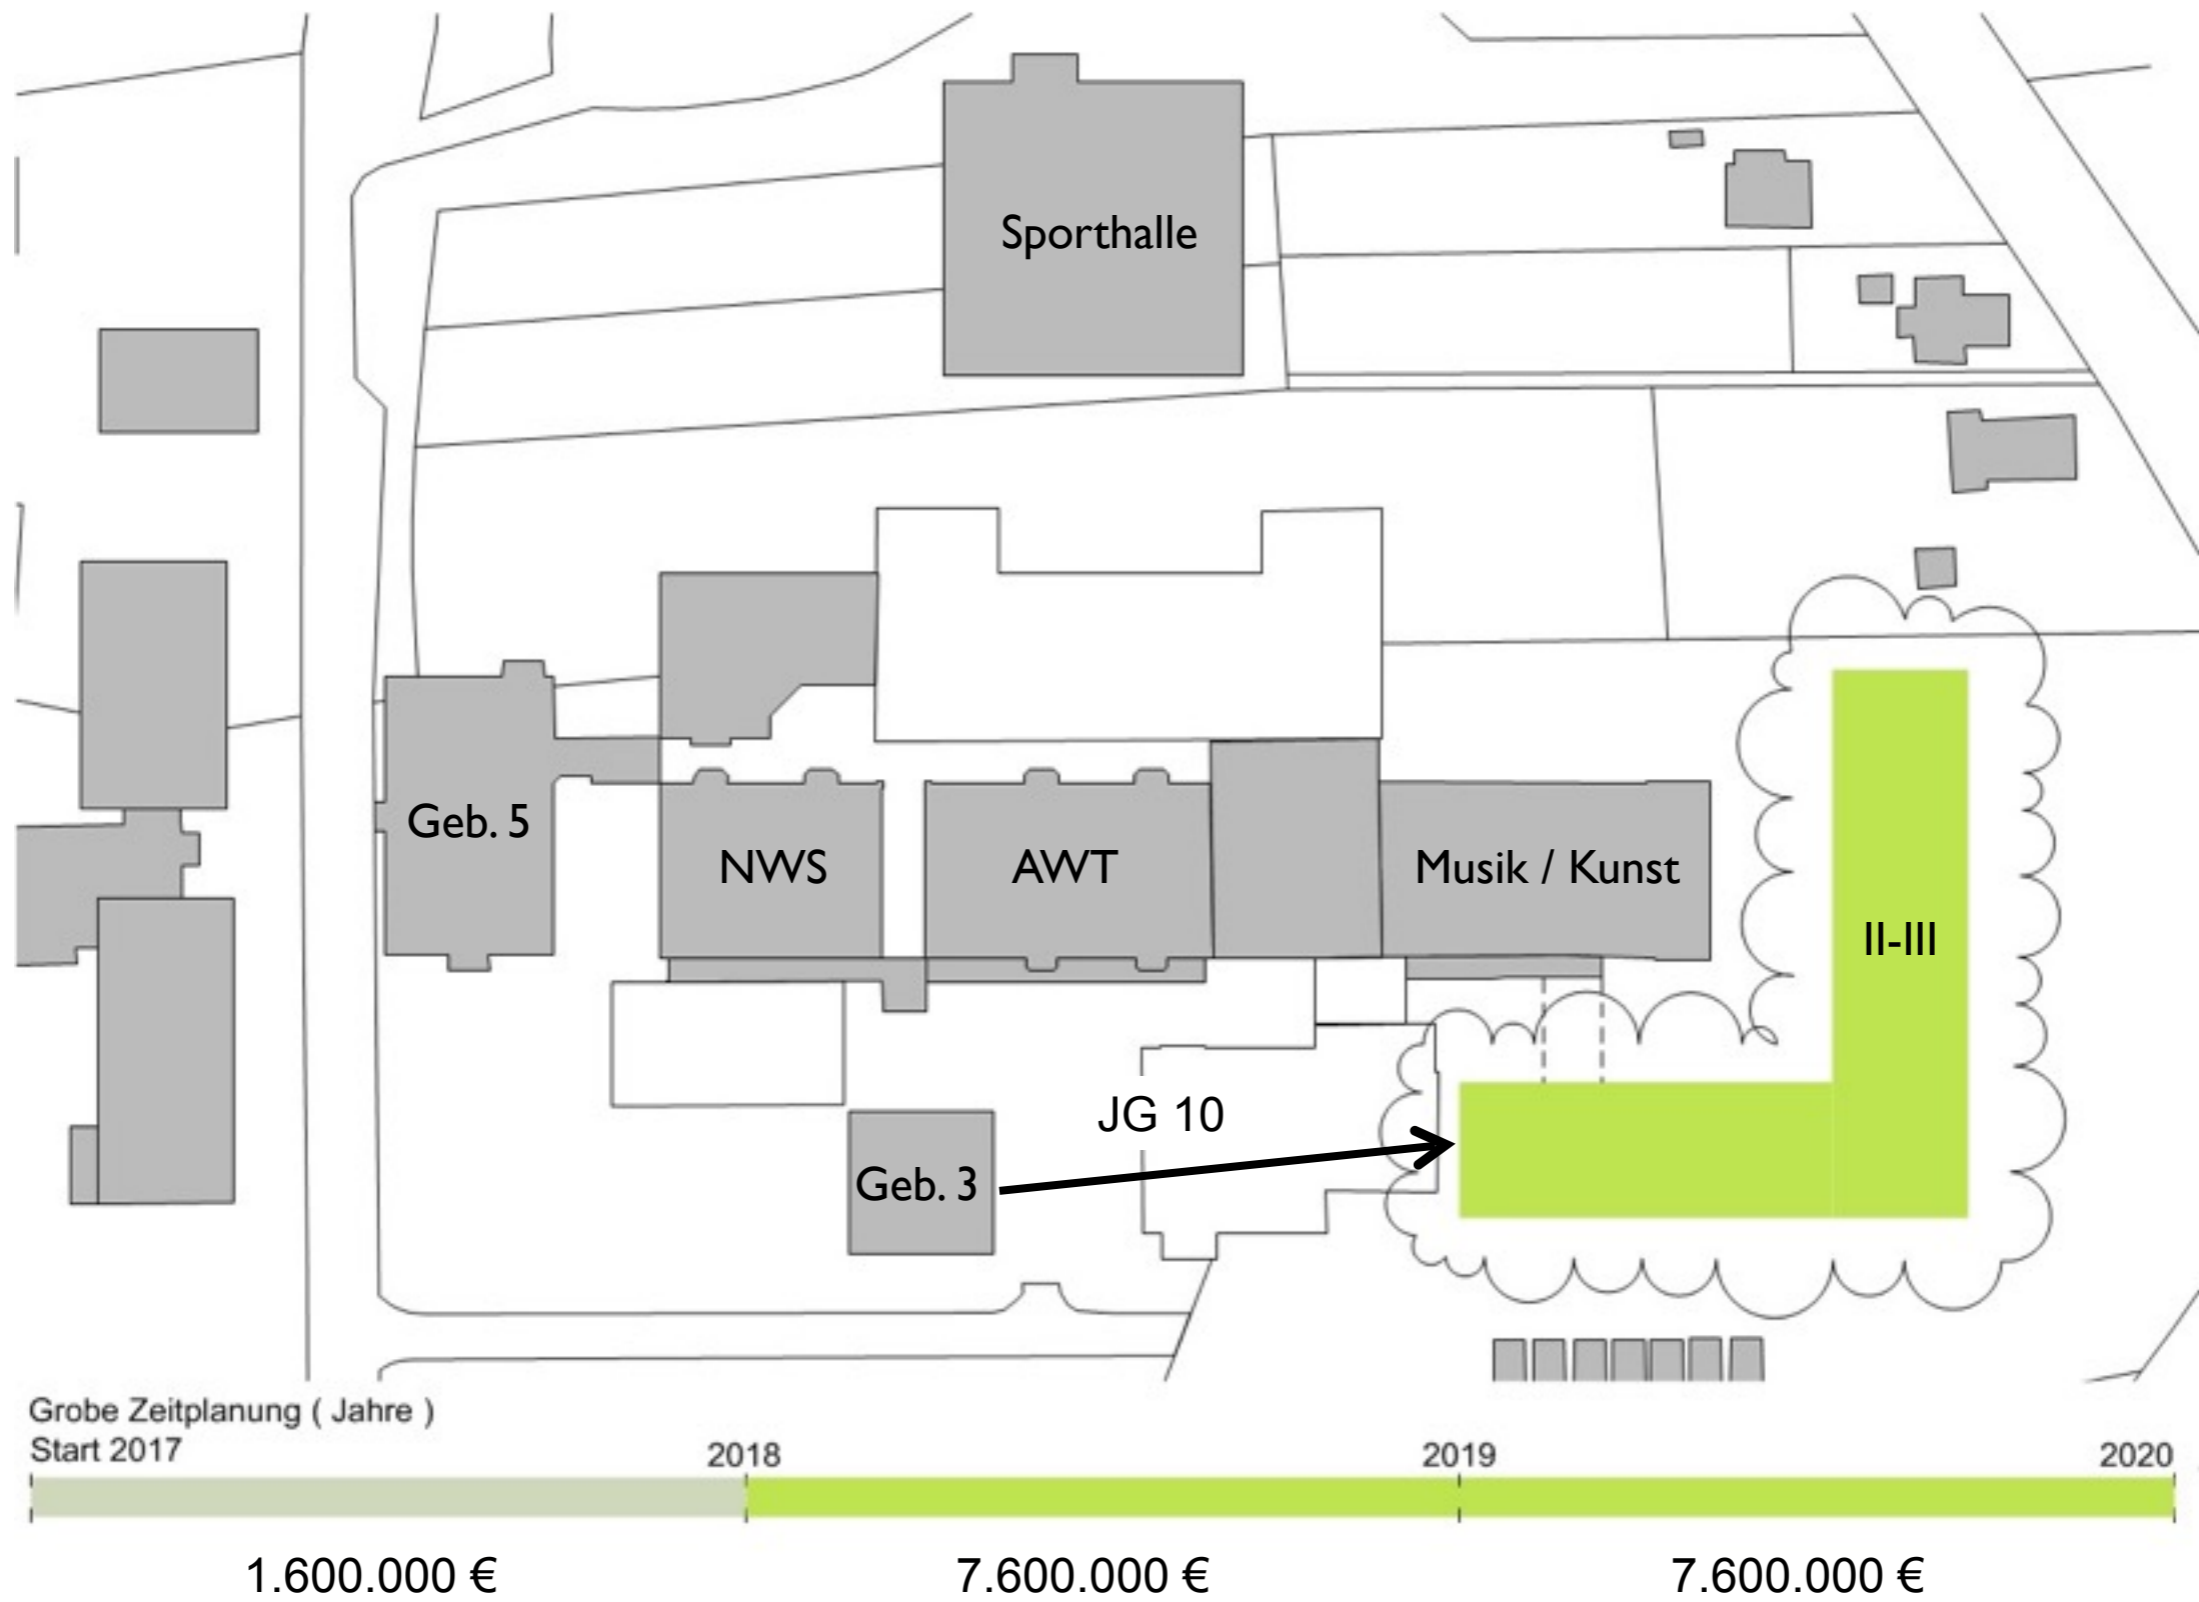 Sporthalle
Geb. 5
NWS
AWT
Musik / Kunst
II-III
JG 10
Geb. 3
Grobe Zeitplanung ( Jahre )
Start 2017
2018
2019
2020
1.600.000 €
7.600.000 €
7.600.000 €